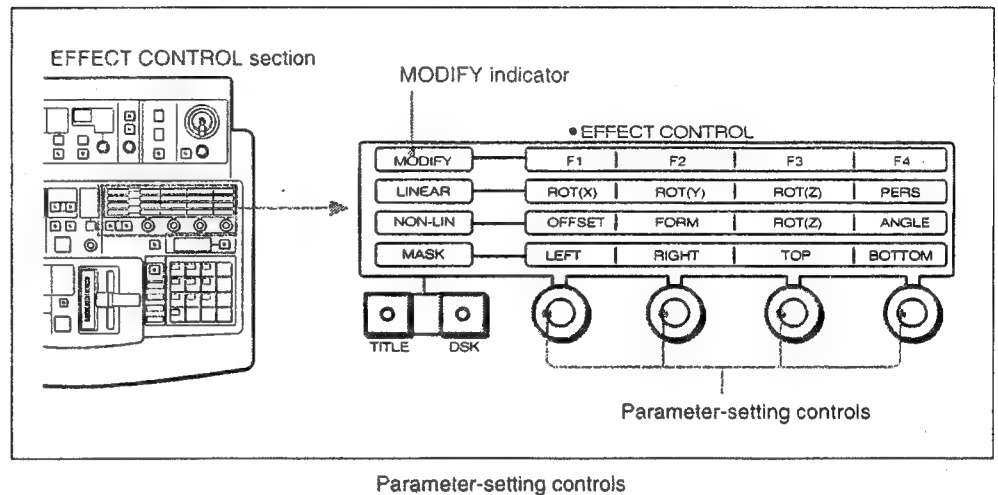 EFFECT CONTROL section
MODIFY indicator
• EFFECT CONTROL
MODIFY F1 F2 F3 F4
LINEAR ROT(X) ROT(Y) ROT(Z) PERS
NON-LIN OFFSET FORM ROT(Z) ANGLE
MASK LEFT RIGHT TOP BOTTOM
TITLE DSK
Parameter-setting controls
Parameter-setting controls